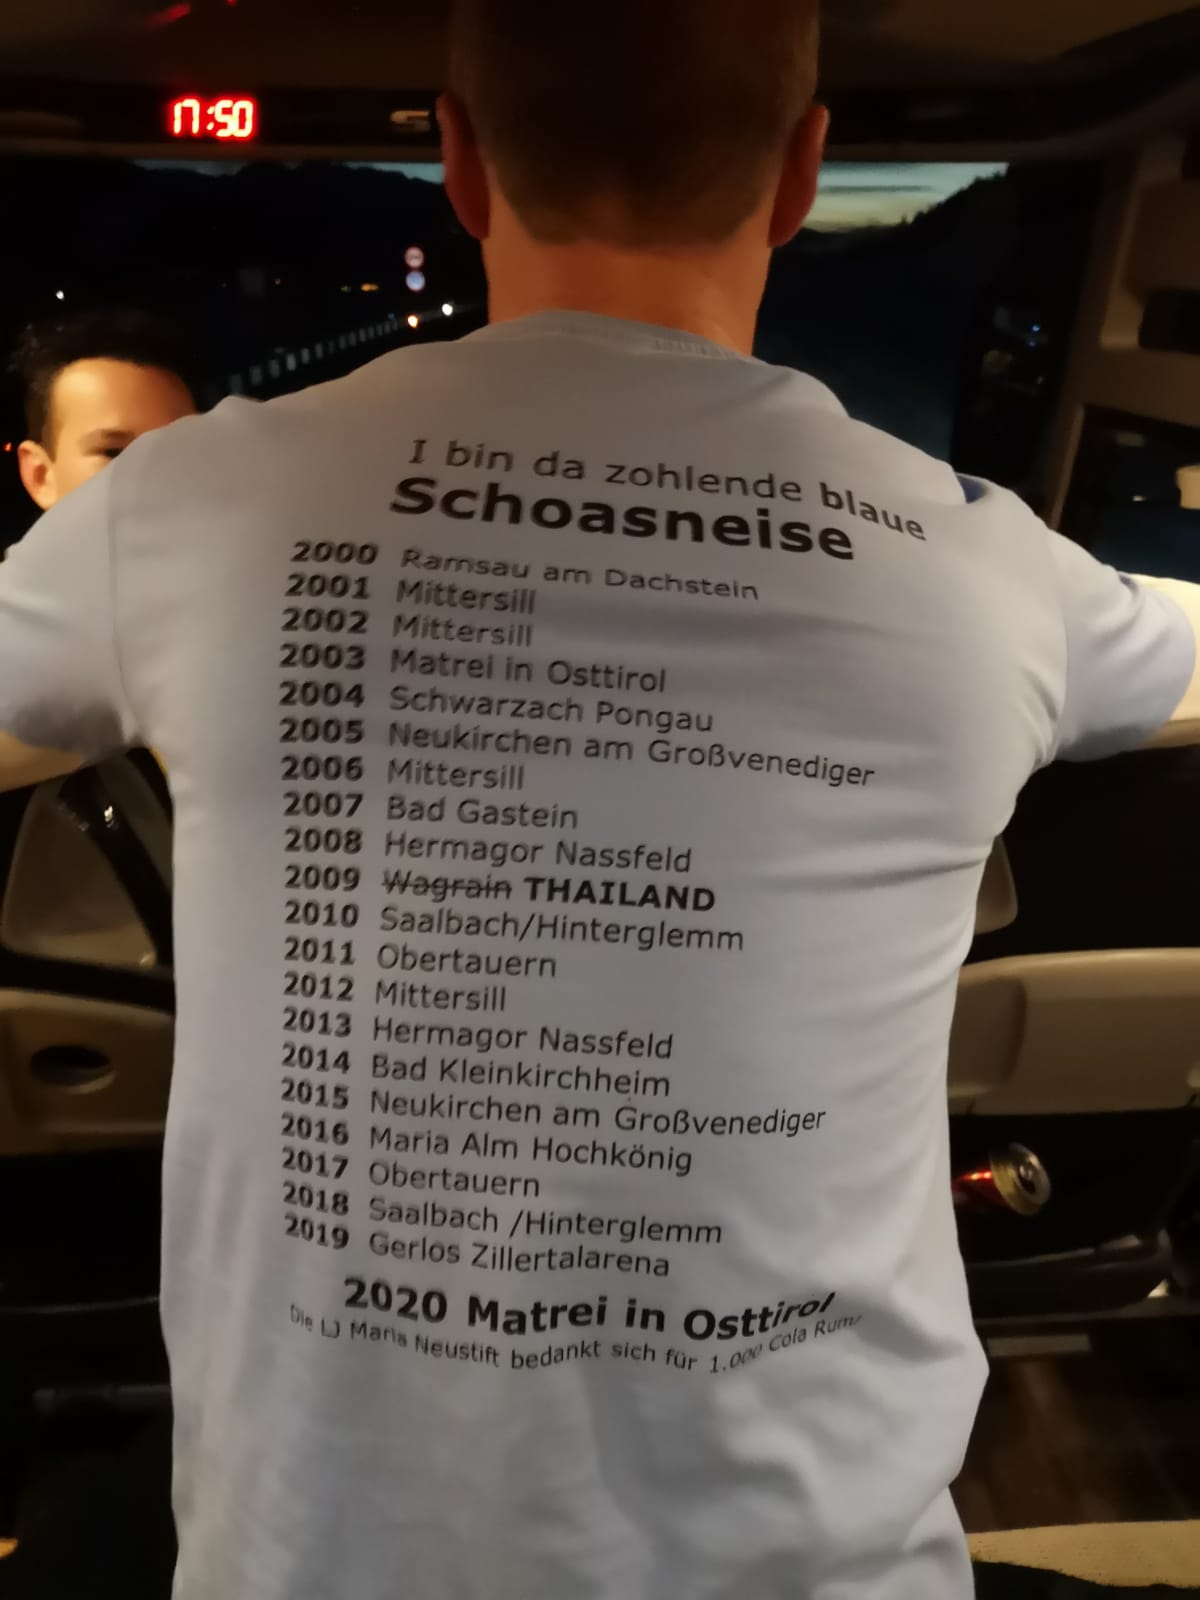 17:50
S
I bin da zohlende blaue
Schoasneise
2000 Ramsau am Dachstein
2001 Mittersill
2002 Mittersill
2003 Matrei in Osttirol
2004 Schwarzach Pongau
2005 Neukirchen am Großvenediger
2006 Mittersill
2007 Bad Gastein
2008 Hermagor Nassfeld
2009 Wagrain THAILAND
2010 Saalbach/Hinterglemm
2011 Obertauern
2012 Mittersill
2013 Hermagor Nassfeld
2014 Bad Kleinkirchheim
2015 Neukirchen am Großvenediger
2016 Maria Alm Hochkönig
2017 Obertauern
2018 Saalbach /Hinterglemm
2019 Gerlos Zillertalarena
2020 Matrei in Osttirol
Die LJ Maria Neustift bedankt sich für 1.000 Cola Rum